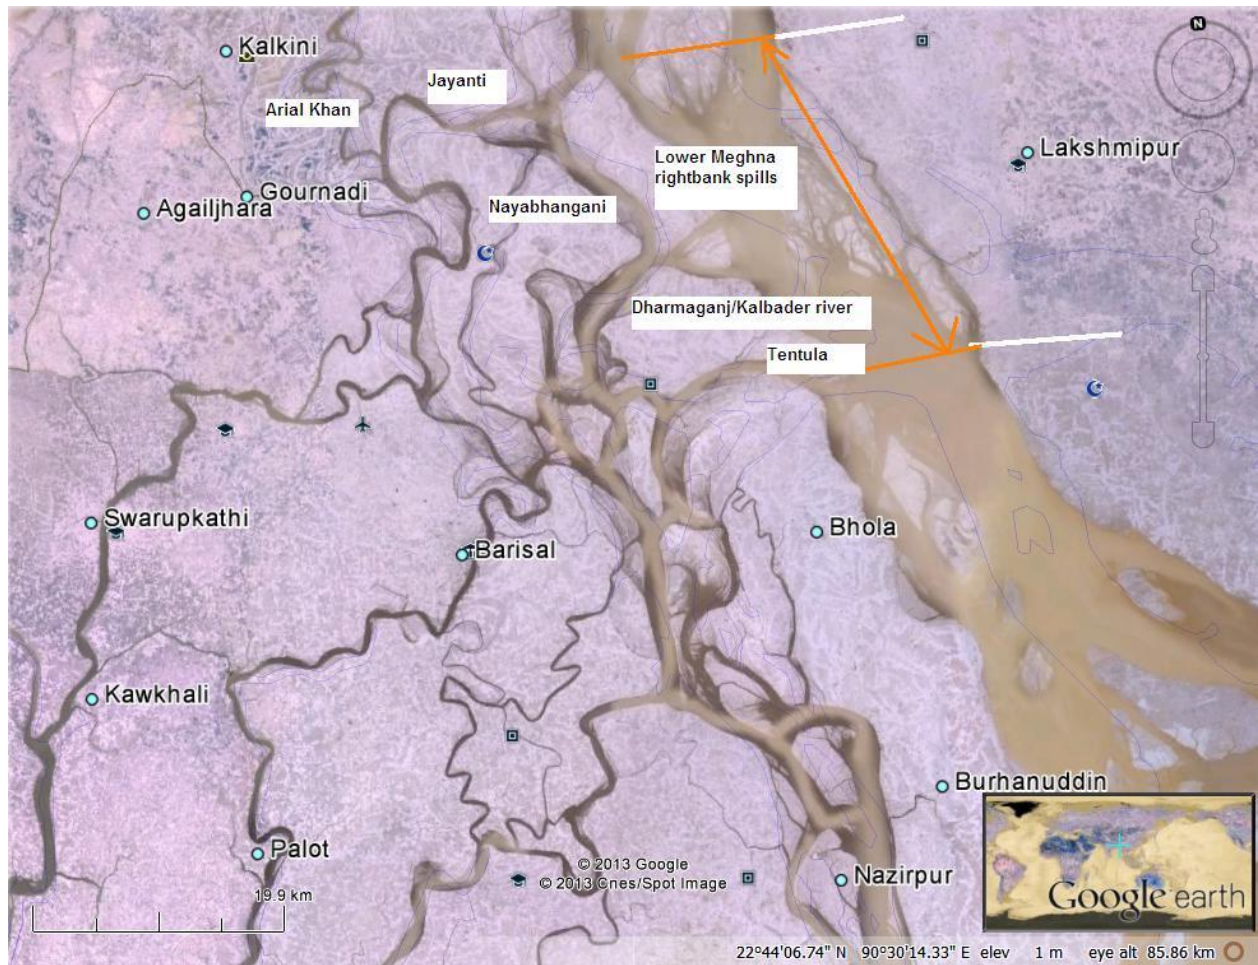 N
Kalkini
Jayanti
Arial Khan
Lower Meghna
rightbank spills
Lakshmipur
Gournadi
Agailjhara
Nayabhangani
Dharmaganj/Kalbader river
Tentula
Swarupkathi
Barisal
Bhola
Kawkhali
Burhanuddin
Palot
© 2013 Google
© 2013 Cnes/Spot Image
Nazirpur
19.9 km
Google earth
22°44'06.74" N 90°30'14.33" E elev 1 m eye alt 85.86 km